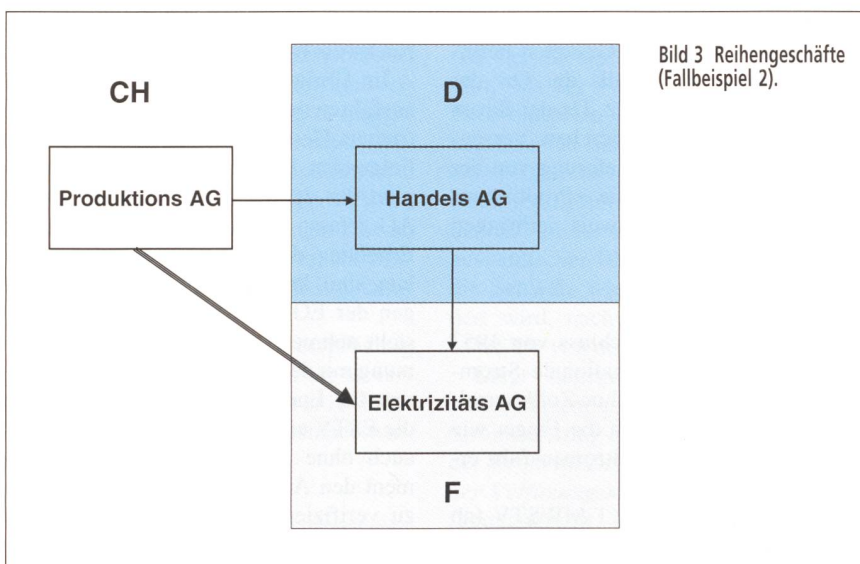 CH
D
Bild 3 Reihengeschäfte
(Fallbeispiel 2).
Produktions AG
Handels AG
Elektrizitäts AG
F